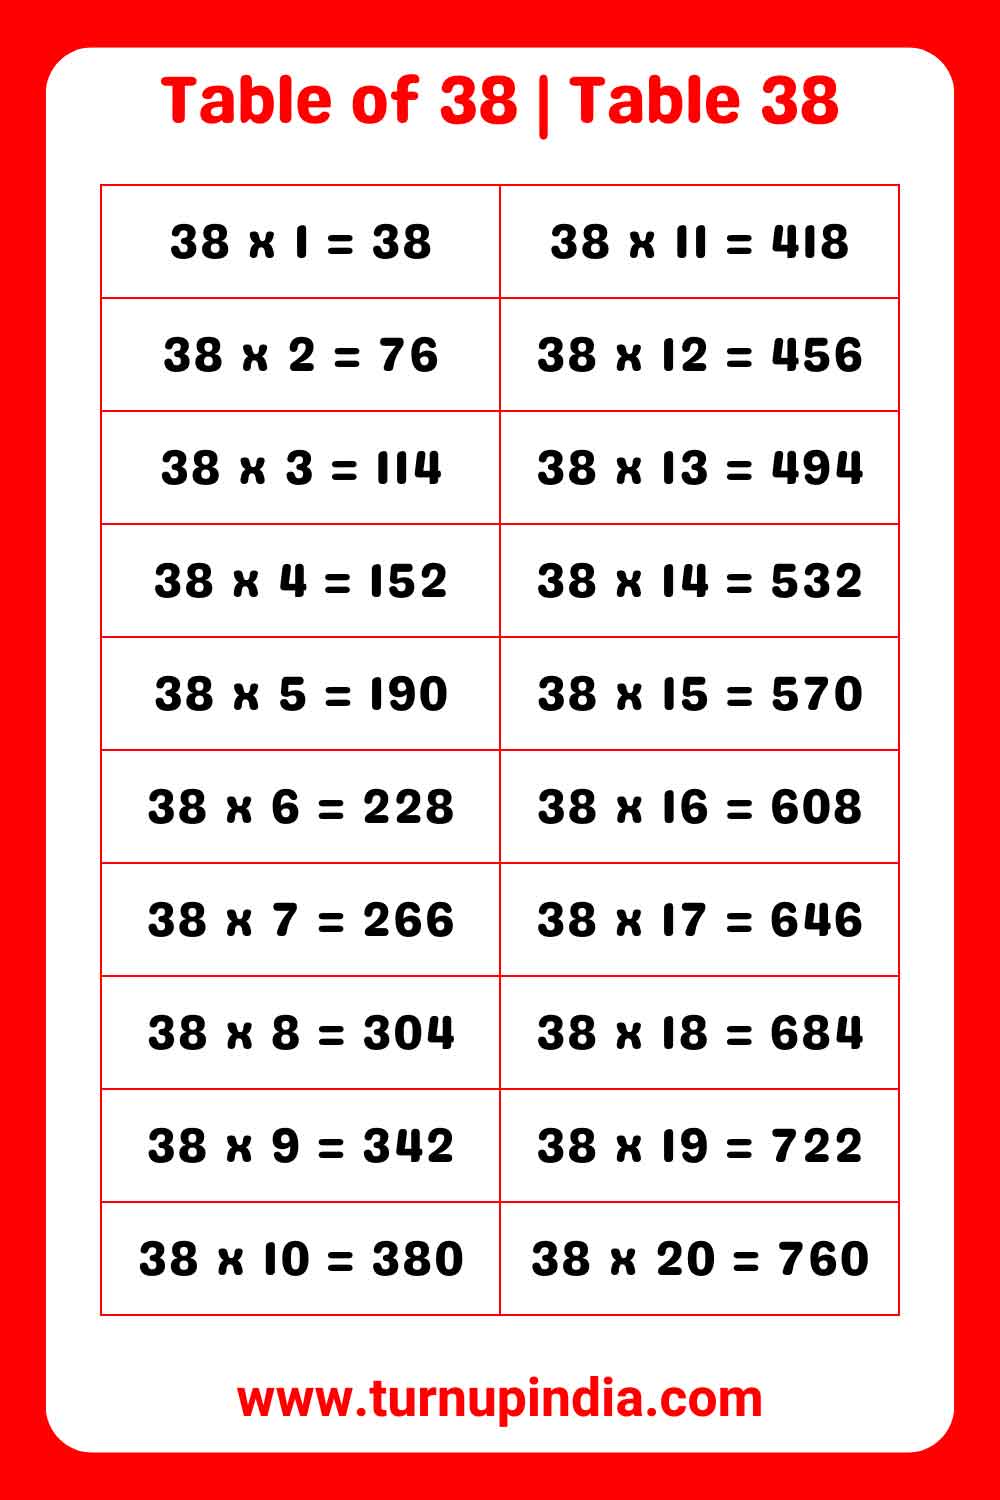 Table of 38 | Table 38
38 x 1 = 38
38 x 11 = 418
38 x 2 = 76
38 x 12 = 456
38 x 3 = 114
38 x 13 = 494
38 x 4 = 152
38 x 14 = 532
38 x 5 = 190
38 x 15 = 570
38 x 6 = 228
38 x 16 = 608
38 x 7 = 266
38 x 17 = 646
38 x 8 = 304
38 x 18 = 684
38 x 9 = 342
38 x 19 = 722
38 x 10 = 380
38 x 20 = 760
www.turnupindia.com